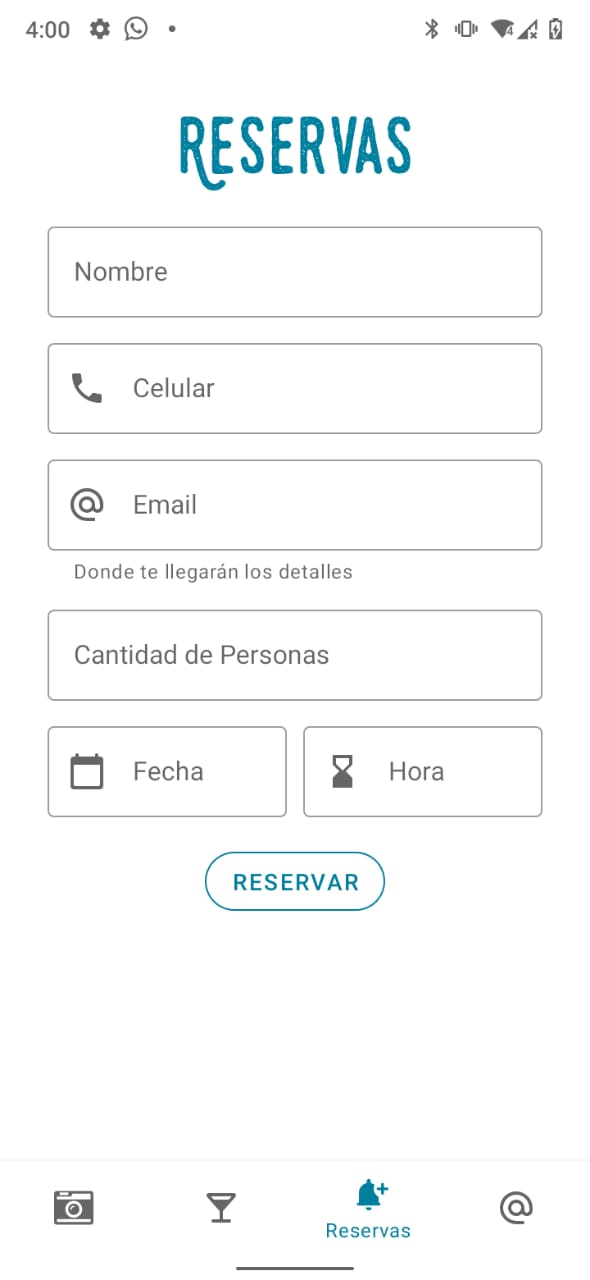 4:00
RESERVAS
Nombre
Celular
@ Email
Donde te llegarán los detalles
Cantidad de Personas
Fecha
Hora
RESERVAR
Reservas
@